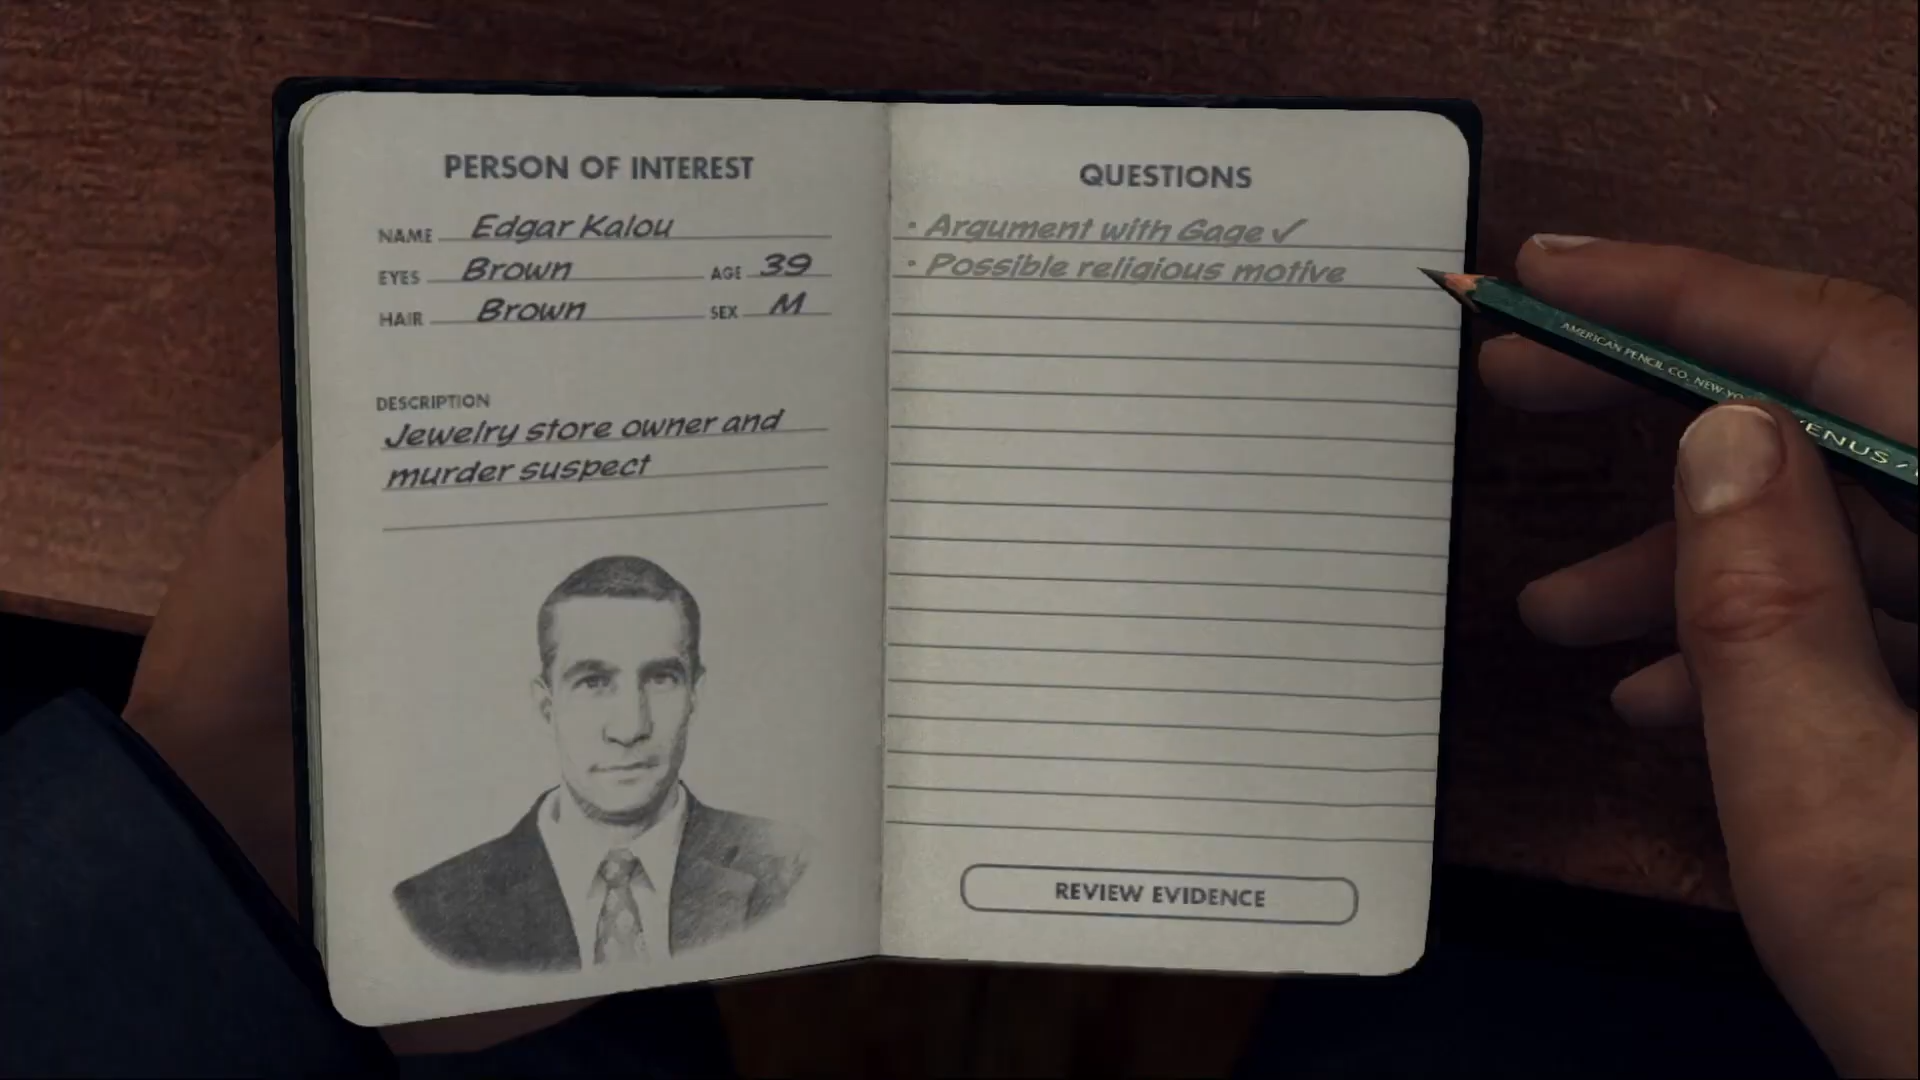 PERSON OF INTEREST
NAME Edgar Kalou
EYES Brown AGE 39
HAIR Brown SEX M
DESCRIPTION
Jewelry store owner and
murder suspect
QUESTIONS
· Argument with Gage ✓
· Possible religious motive
REVIEW EVIDENCE
AMERICAN PENCIL CO. NEW-YO
VENUS /